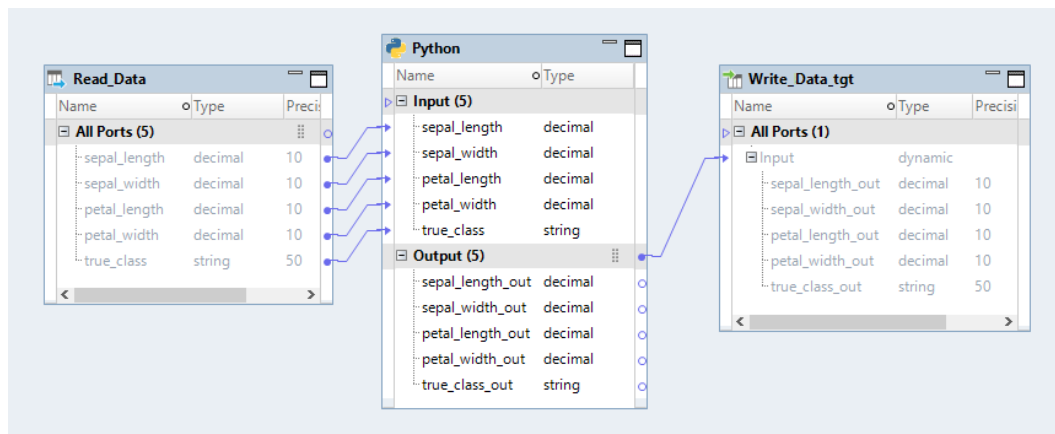 Read_Data
Name Type Precis
All Ports (5)
sepal_length decimal 10
sepal_width decimal 10
petal_length decimal 10
petal_width decimal 10
true_class string 50
Python
Name Type
Input (5)
sepal_length decimal
sepal_width decimal
petal_length decimal
petal_width decimal
true_class string
Output (5)
sepal_length_out decimal
sepal_width_out decimal
petal_length_out decimal
petal_width_out decimal
true_class_out string
Write_Data_tgt
Name Type Precisi
All Ports (1)
Input dynamic
sepal_length_out decimal 10
sepal_width_out decimal 10
petal_length_out decimal 10
petal_width_out decimal 10
true_class_out string 50